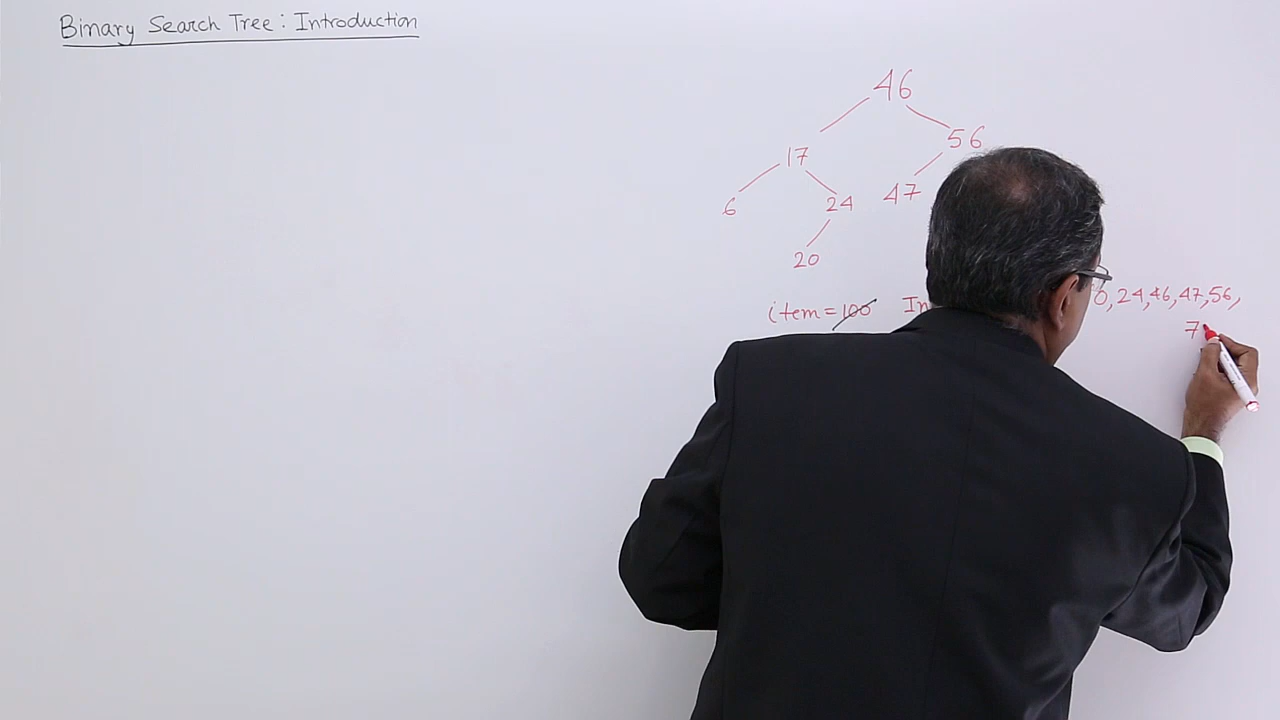 Binary Search Tree : Introduction
46
17 56
6 24 47
20
item = 100 In 0, 24, 46, 47, 56,
7